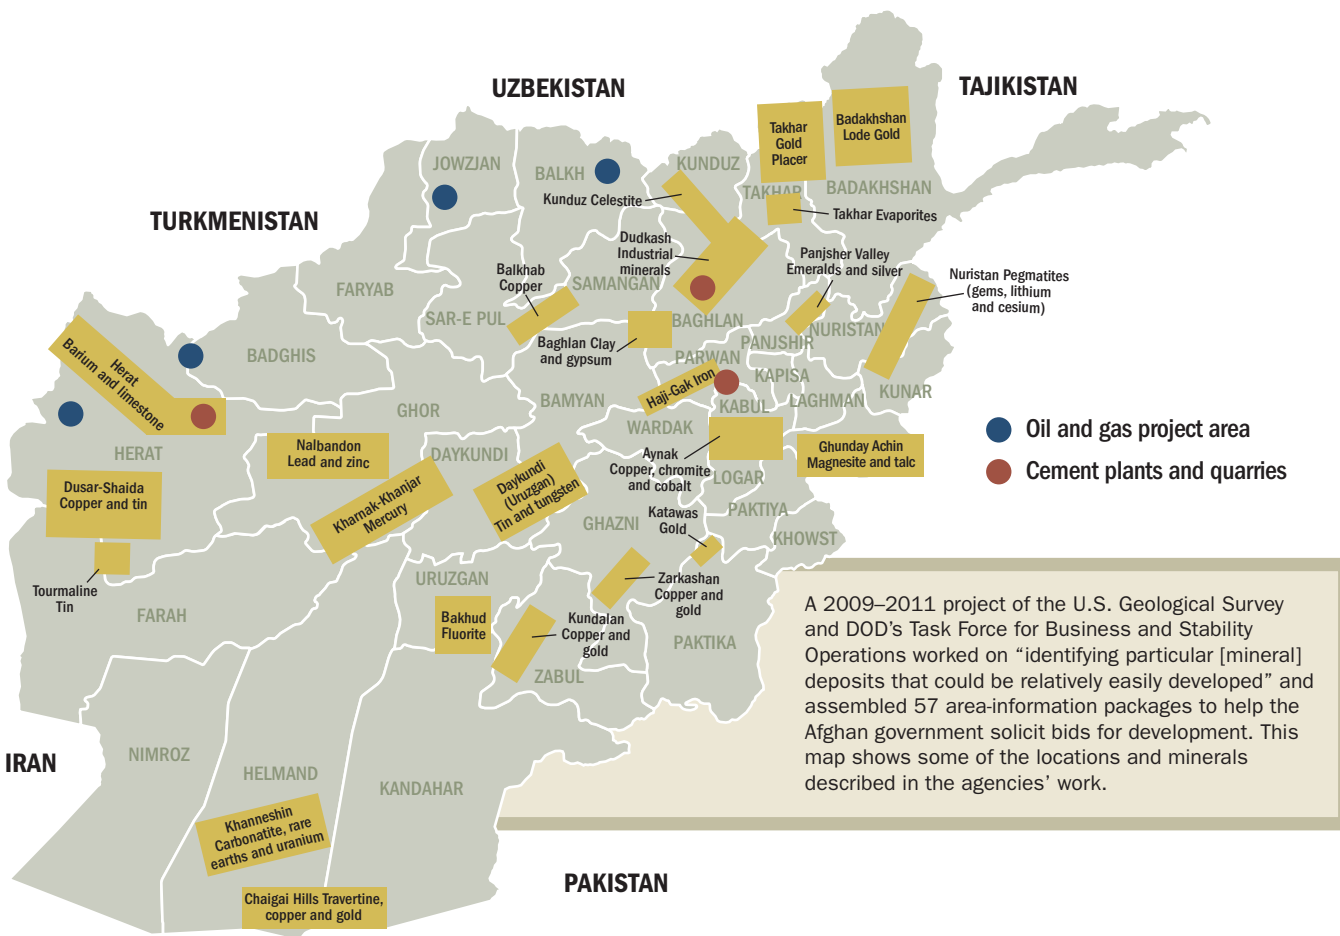 UZBEKISTAN
TAJIKISTAN
TURKMENISTAN
IRAN
PAKISTAN
JOWZJAN
BALKH
KUNDUZ
TAKHAR
BADAKHSHAN
FARYAB
SAR-E PUL
SAMANGAN
BAGHLAN
BADGHIS
PANJSHIR
NURISTAN
PARWAN
KAPISA
KUNAR
LAGHMAN
KABUL
BAMYAN
WARDAK
GHOR
HERAT
DAYKUNDI
LOGAR
PAKTIYA
KHOWST
GHAZNI
URUZGAN
FARAH
PAKTIKA
ZABUL
NIMROZ
HELMAND
KANDAHAR
Takhar
Gold
Placer
Badakhshan
Lode Gold
Kunduz Celestite
Takhar Evaporites
Dudkash
Industrial
minerals
Panjsher Valley
Emeralds and silver
Nuristan Pegmatites
(gems, lithium
and cesium)
Balkhab
Copper
Baghlan Clay
and gypsum
Herat
Barium and limestone
Haji-Gak Iron
Nalbandon
Lead and zinc
Aynak
Copper, chromite
and cobalt
Ghunday Achin
Magnesite and talc
Dusar-Shaida
Copper and tin
Kharnak-Khanjar
Mercury
Daykundi
(Uruzgan)
Tin and tungsten
Katawas
Gold
Tourmaline
Tin
Zarkashan
Copper and
gold
Bakhud
Fluorite
Kundalan
Copper and
gold
Khanneshin
Carbonatite, rare
earths and uranium
Chaigai Hills Travertine,
copper and gold
Oil and gas project area
Cement plants and quarries
A 2009–2011 project of the U.S. Geological Survey
and DOD’s Task Force for Business and Stability
Operations worked on “identifying particular [mineral]
deposits that could be relatively easily developed” and
assembled 57 area-information packages to help the
Afghan government solicit bids for development. This
map shows some of the locations and minerals
described in the agencies’ work.